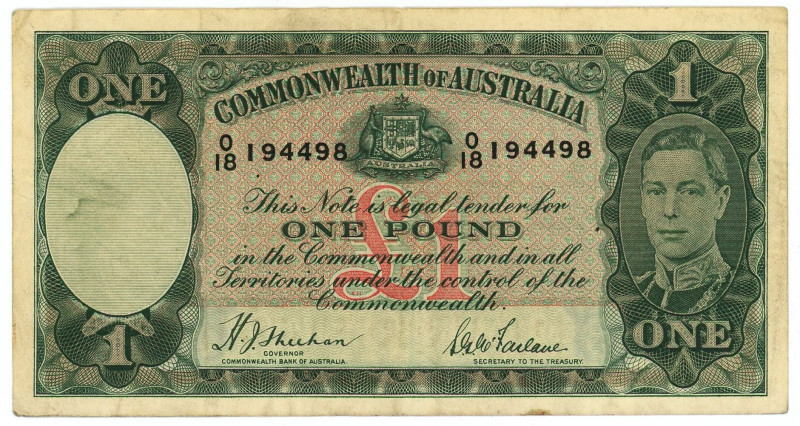 ONE
1
COMMONWEALTH OF AUSTRALIA
O/18 194498
O/18 194498
AUSTRALIA
This Note is legal tender for
ONE POUND
in the Commonwealth and in all
Territories under the control of the
Commonwealth.
£1
H.J. Sheehan
GOVERNOR
COMMONWEALTH BANK OF AUSTRALIA.
S.G. McFarlane
SECRETARY TO THE TREASURY.
1
ONE